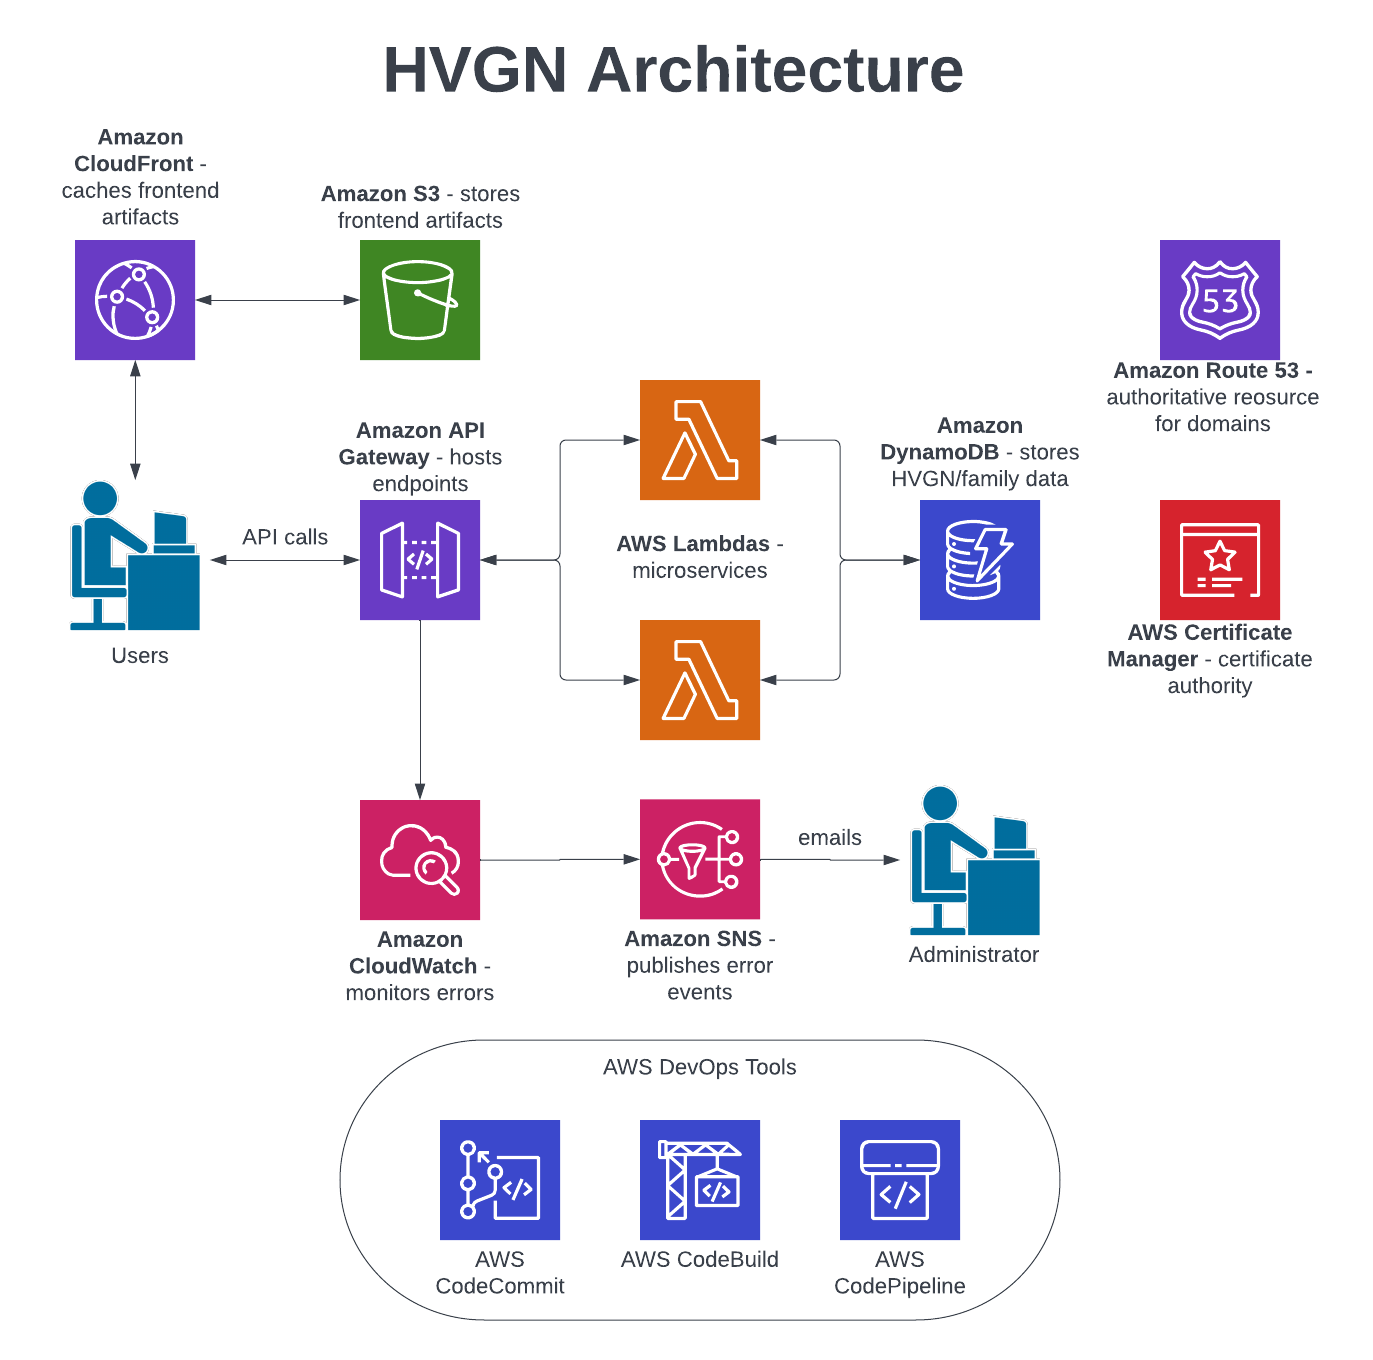 HVGN Architecture
Amazon
CloudFront -
caches frontend
artifacts
Amazon S3 - stores
frontend artifacts
53
Amazon Route 53 -
authoritative reosurce
for domains
Amazon API
Gateway - hosts
endpoints
Amazon
DynamoDB - stores
HVGN/family data
API calls
</>
AWS Lambdas -
microservices
Users
AWS Certificate
Manager - certificate
authority
emails
Amazon
CloudWatch -
monitors errors
Amazon SNS -
publishes error
events
Administrator
AWS DevOps Tools
</>
</>
</>
AWS
CodeCommit
AWS CodeBuild
AWS
CodePipeline